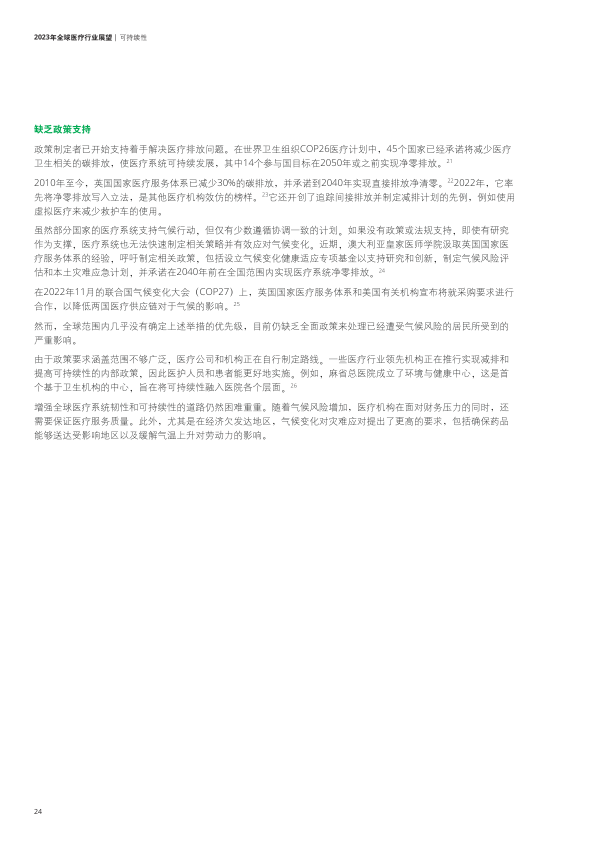 2023年全球医疗行业展望 | 可持续性
缺乏政策支持
政策制定者已开始支持着手解决医疗排放问题。在世界卫生组织COP26医疗计划中，45个国家已经承诺将减少医疗
卫生相关的碳排放，使医疗系统可持续发展，其中14个参与国目标在2050年或之前实现净零排放。21
2010年至今，英国国家医疗服务体系已减少30%的碳排放，并承诺到2040年实现直接排放净清零。22 2022年，它率
先将净零排放写入立法，是其他医疗机构效仿的榜样。23 它还开创了追踪间接排放并制定减排计划的先例，例如使用
虚拟医疗来减少救护车的使用。
虽然部分国家的医疗系统支持气候行动，但仅有少数遵循协调一致的计划。如果没有政策或法规支持，即使有研究
作为支撑，医疗系统也无法快速制定相关策略并有效应对气候变化。近期，澳大利亚皇家医师学院汲取英国国家医
疗服务体系的经验，呼吁制定相关政策，包括设立气候变化健康适应专项基金以支持研究和创新，制定气候风险评
估和本土灾难应急计划，并承诺在2040年前在全国范围内实现医疗系统净零排放。24
在2022年11月的联合国气候变化大会（COP27）上，英国国家医疗服务体系和美国有关机构宣布将就采购要求进行
合作，以降低两国医疗供应链对于气候的影响。25
然而，全球范围内几乎没有确定上述举措的优先级，目前仍缺乏全面政策来处理已经遭受气候风险的居民所受到的
严重影响。
由于政策要求涵盖范围不够广泛，医疗公司和机构正在自行制定路线。一些医疗行业领先机构正在推行实现减排和
提高可持续性的内部政策，因此医护人员和患者能更好地实施。例如，麻省总医院成立了环境与健康中心，这是首
个基于卫生机构的中心，旨在将可持续性融入医院各个层面。26
增强全球医疗系统韧性和可持续性的道路仍然困难重重。随着气候风险增加，医疗机构在面对财务压力的同时，还
需要保证医疗服务质量。此外，尤其是在经济欠发达地区，气候变化对灾难应对提出了更高的要求，包括确保药品
能够送达受影响地区以及缓解气温上升对劳动力的影响。
24